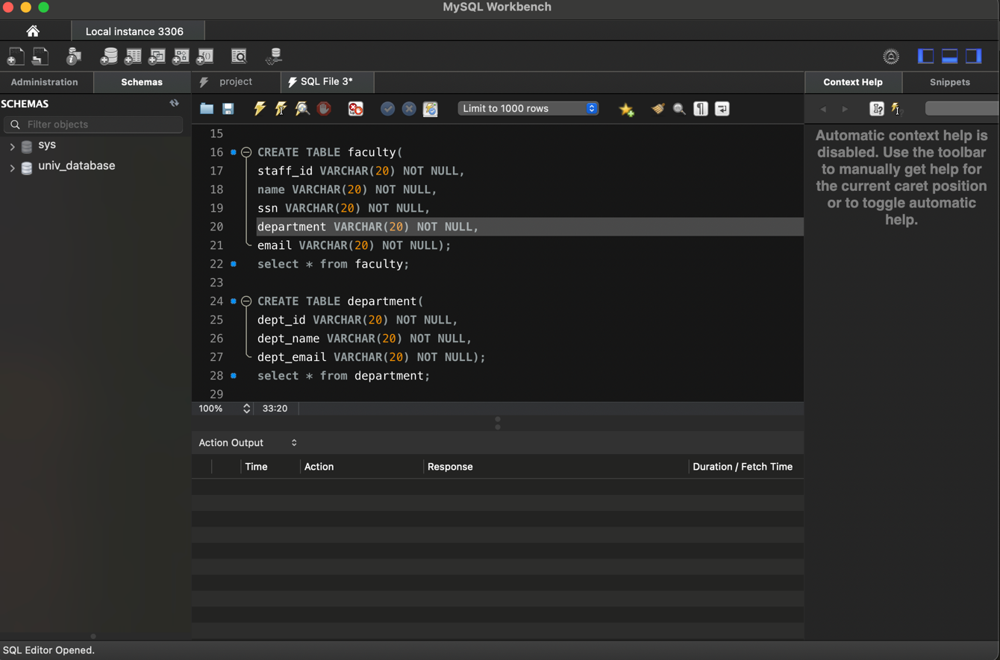 MySQL Workbench
Local instance 3306
Administration
Schemas
project
SQL File 3*
Context Help
Snippets
SCHEMAS
Filter objects
sys
univ_database
Limit to 1000 rows
15
16 CREATE TABLE faculty(
17 staff_id VARCHAR(20) NOT NULL,
18 name VARCHAR(20) NOT NULL,
19 ssn VARCHAR(20) NOT NULL,
20 department VARCHAR(20) NOT NULL,
21 email VARCHAR(20) NOT NULL);
22 select * from faculty;
23
24 CREATE TABLE department(
25 dept_id VARCHAR(20) NOT NULL,
26 dept_name VARCHAR(20) NOT NULL,
27 dept_email VARCHAR(20) NOT NULL);
28 select * from department;
29
100% 33:20
Automatic context help is
disabled. Use the toolbar
to manually get help for
the current caret position
or to toggle automatic
help.
Action Output
Time Action Response Duration / Fetch Time
SQL Editor Opened.